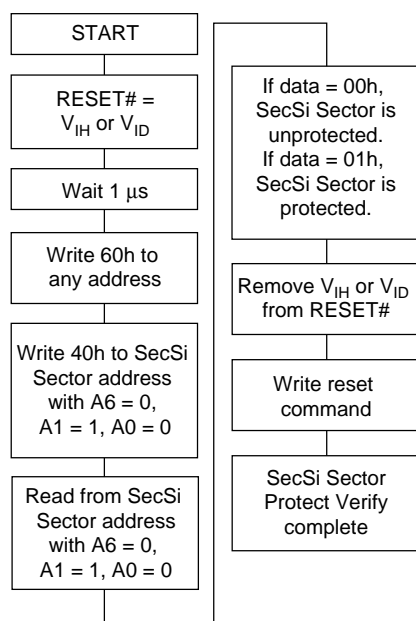 START
RESET# =
V_IH or V_ID
Wait 1 μs
Write 60h to
any address
Write 40h to SecSi
Sector address
with A6 = 0,
A1 = 1, A0 = 0
Read from SecSi
Sector address
with A6 = 0,
A1 = 1, A0 = 0
If data = 00h,
SecSi Sector is
unprotected.
If data = 01h,
SecSi Sector is
protected.
Remove V_IH or V_ID
from RESET#
Write reset
command
SecSi Sector
Protect Verify
complete